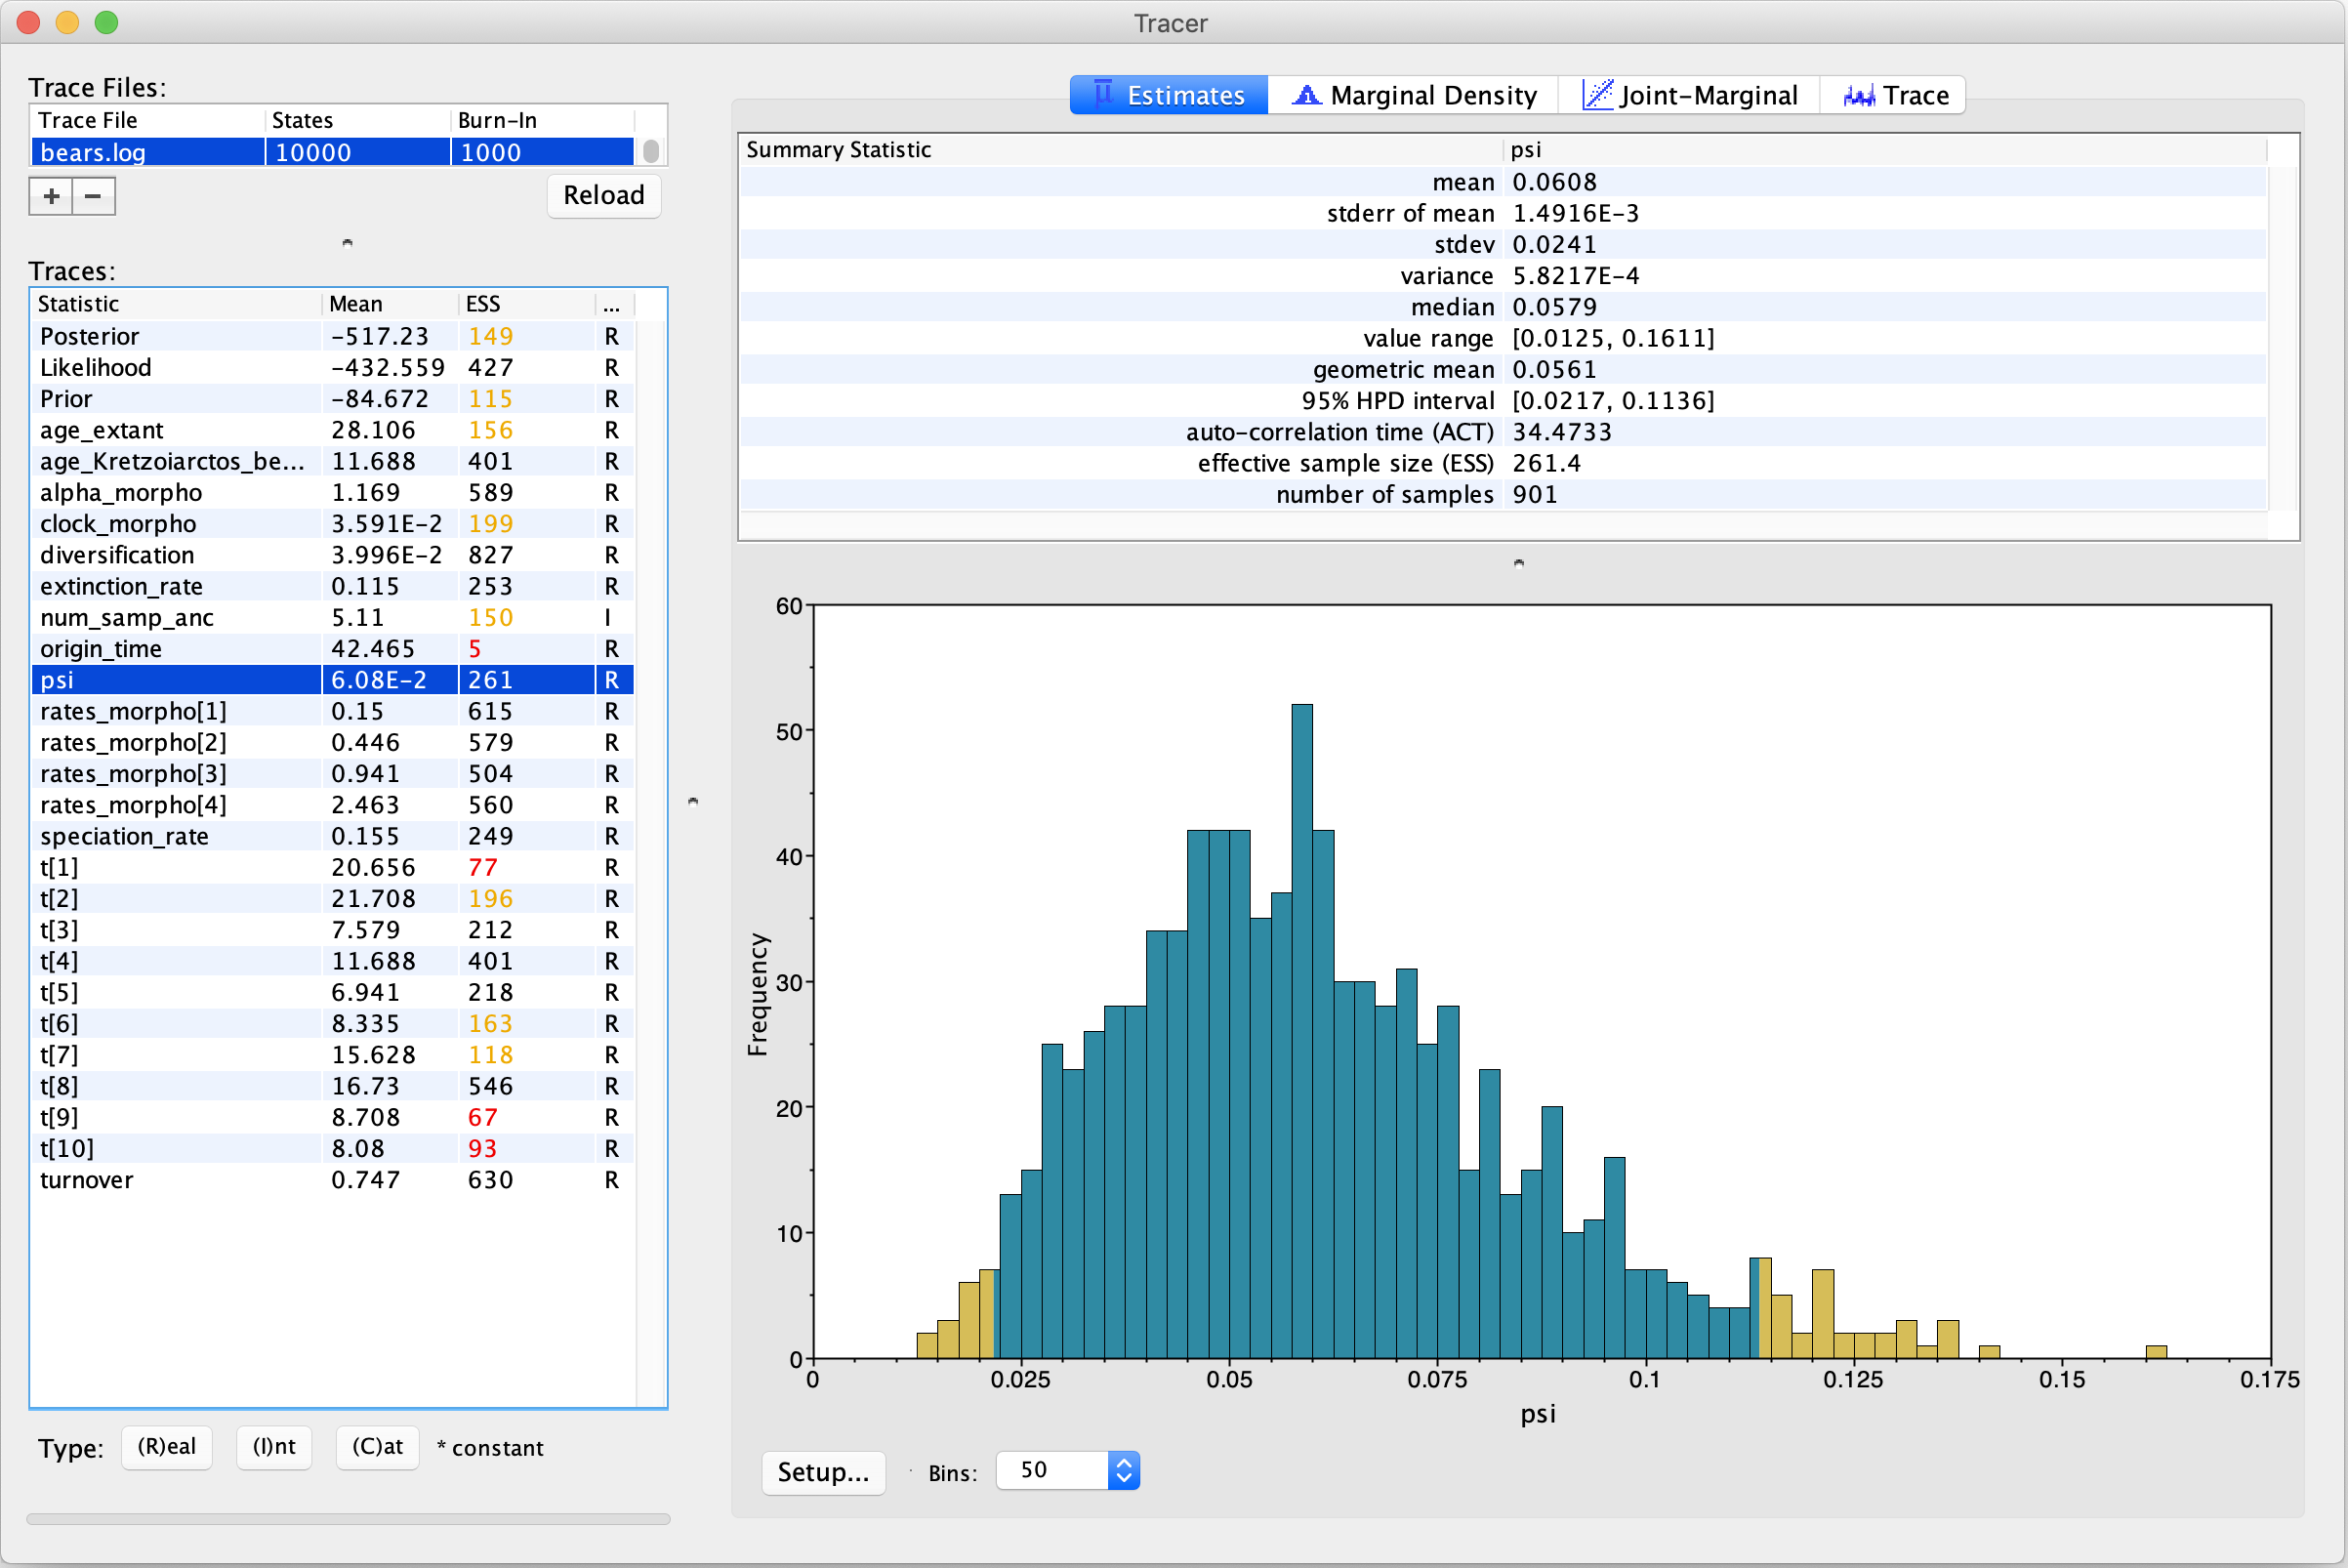 Tracer
Trace Files:
Trace File States Burn-In
bears.log 10000 1000
+ −
Reload
Traces:
Statistic Mean ESS ...
Posterior -517.23 149 R
Likelihood -432.559 427 R
Prior -84.672 115 R
age_extant 28.106 156 R
age_Kretzoiarctos_be... 11.688 401 R
alpha_morpho 1.169 589 R
clock_morpho 3.591E-2 199 R
diversification 3.996E-2 827 R
extinction_rate 0.115 253 R
num_samp_anc 5.11 150 I
origin_time 42.465 5 R
psi 6.08E-2 261 R
rates_morpho[1] 0.15 615 R
rates_morpho[2] 0.446 579 R
rates_morpho[3] 0.941 504 R
rates_morpho[4] 2.463 560 R
speciation_rate 0.155 249 R
t[1] 20.656 77 R
t[2] 21.708 196 R
t[3] 7.579 212 R
t[4] 11.688 401 R
t[5] 6.941 218 R
t[6] 8.335 163 R
t[7] 15.628 118 R
t[8] 16.73 546 R
t[9] 8.708 67 R
t[10] 8.08 93 R
turnover 0.747 630 R
Type: (R)eal (I)nt (C)at * constant
Estimates Marginal Density Joint-Marginal Trace
Summary Statistic psi
mean 0.0608
stderr of mean 1.4916E-3
stdev 0.0241
variance 5.8217E-4
median 0.0579
value range [0.0125, 0.1611]
geometric mean 0.0561
95% HPD interval [0.0217, 0.1136]
auto-correlation time (ACT) 34.4733
effective sample size (ESS) 261.4
number of samples 901
60
50
40
30
20
10
0
Frequency
0 0.025 0.05 0.075 0.1 0.125 0.15 0.175
psi
Setup... Bins: 50